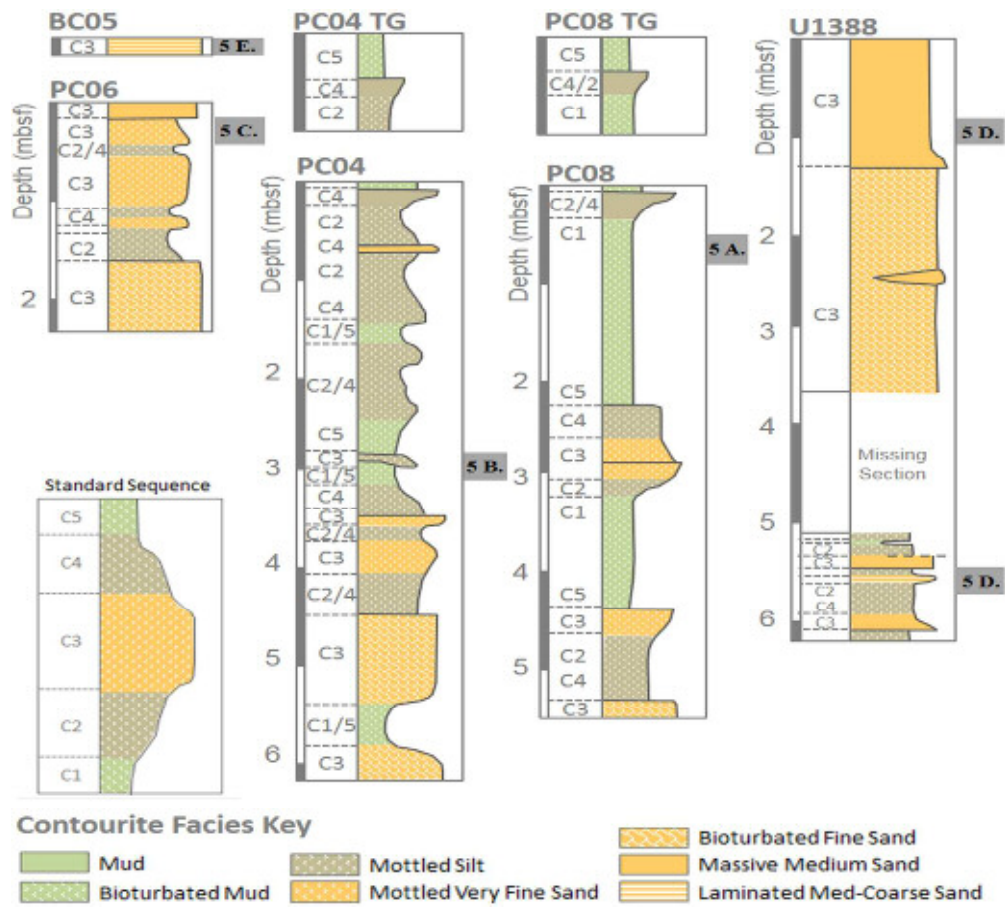 BC05
C3
5 E.
PC06
Depth (mbsf)
C3
C3
C2/4
C3
C4
C2
C3
2
5 C.
PC04 TG
C5
C4
C2
PC04
Depth (mbsf)
C4
C2
C4
C2
C4
C1/5
C2/4
C5
C3
C1/5
C4
C3
C2/4
C3
C2/4
C3
C1/5
C3
2
3
4
5
6
5 B.
PC08 TG
C5
C4/2
C1
PC08
Depth (mbsf)
C2/4
C1
C5
C4
C3
C2
C1
C5
C3
C2
C4
C3
2
3
4
5
5 A.
U1388
Depth (mbsf)
C3
C3
Missing
Section
C2
C3
C2
C4
C3
2
3
4
5
6
5 D.
5 D.
Standard Sequence
C5
C4
C3
C2
C1
Contourite Facies Key
Mud
Bioturbated Mud
Mottled Silt
Mottled Very Fine Sand
Bioturbated Fine Sand
Massive Medium Sand
Laminated Med-Coarse Sand